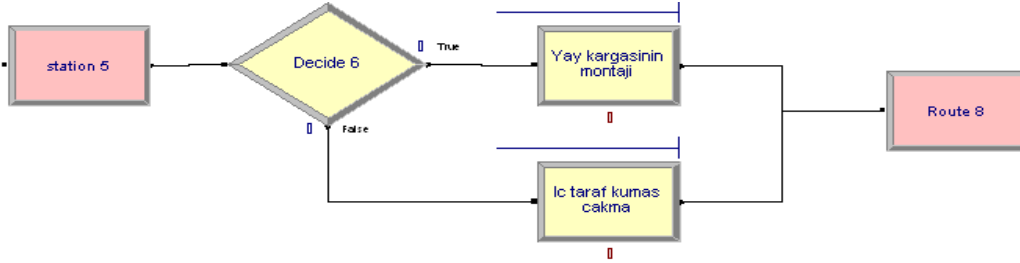 station 5
Decide 6
True
False
Yay kargasinin
montaji
Ic taraf kumas
cakma
Route 8